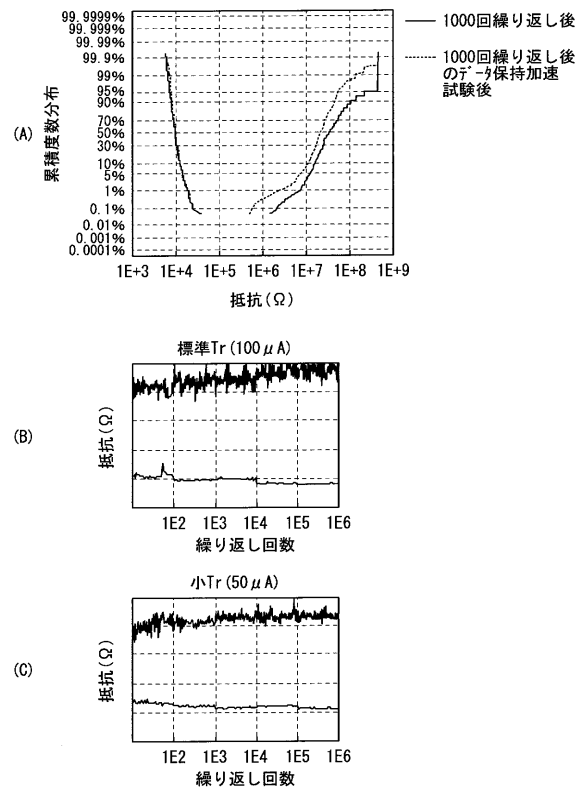 99.9999%
99.999%
99.99%
99.9%
99%
95%
90%
70%
50%
30%
10%
5%
1%
0.1%
0.01%
0.001%
0.0001%
累積度数分布
(A)
1E+3 1E+4 1E+5 1E+6 1E+7 1E+8 1E+9
抵抗(Ω)
1000回繰り返し後
1000回繰り返し後
のデータ保持加速
試験後
標準Tr(100μA)
(B)
抵抗(Ω)
1E2 1E3 1E4 1E5 1E6
繰り返し回数
小Tr(50μA)
(C)
抵抗(Ω)
1E2 1E3 1E4 1E5 1E6
繰り返し回数